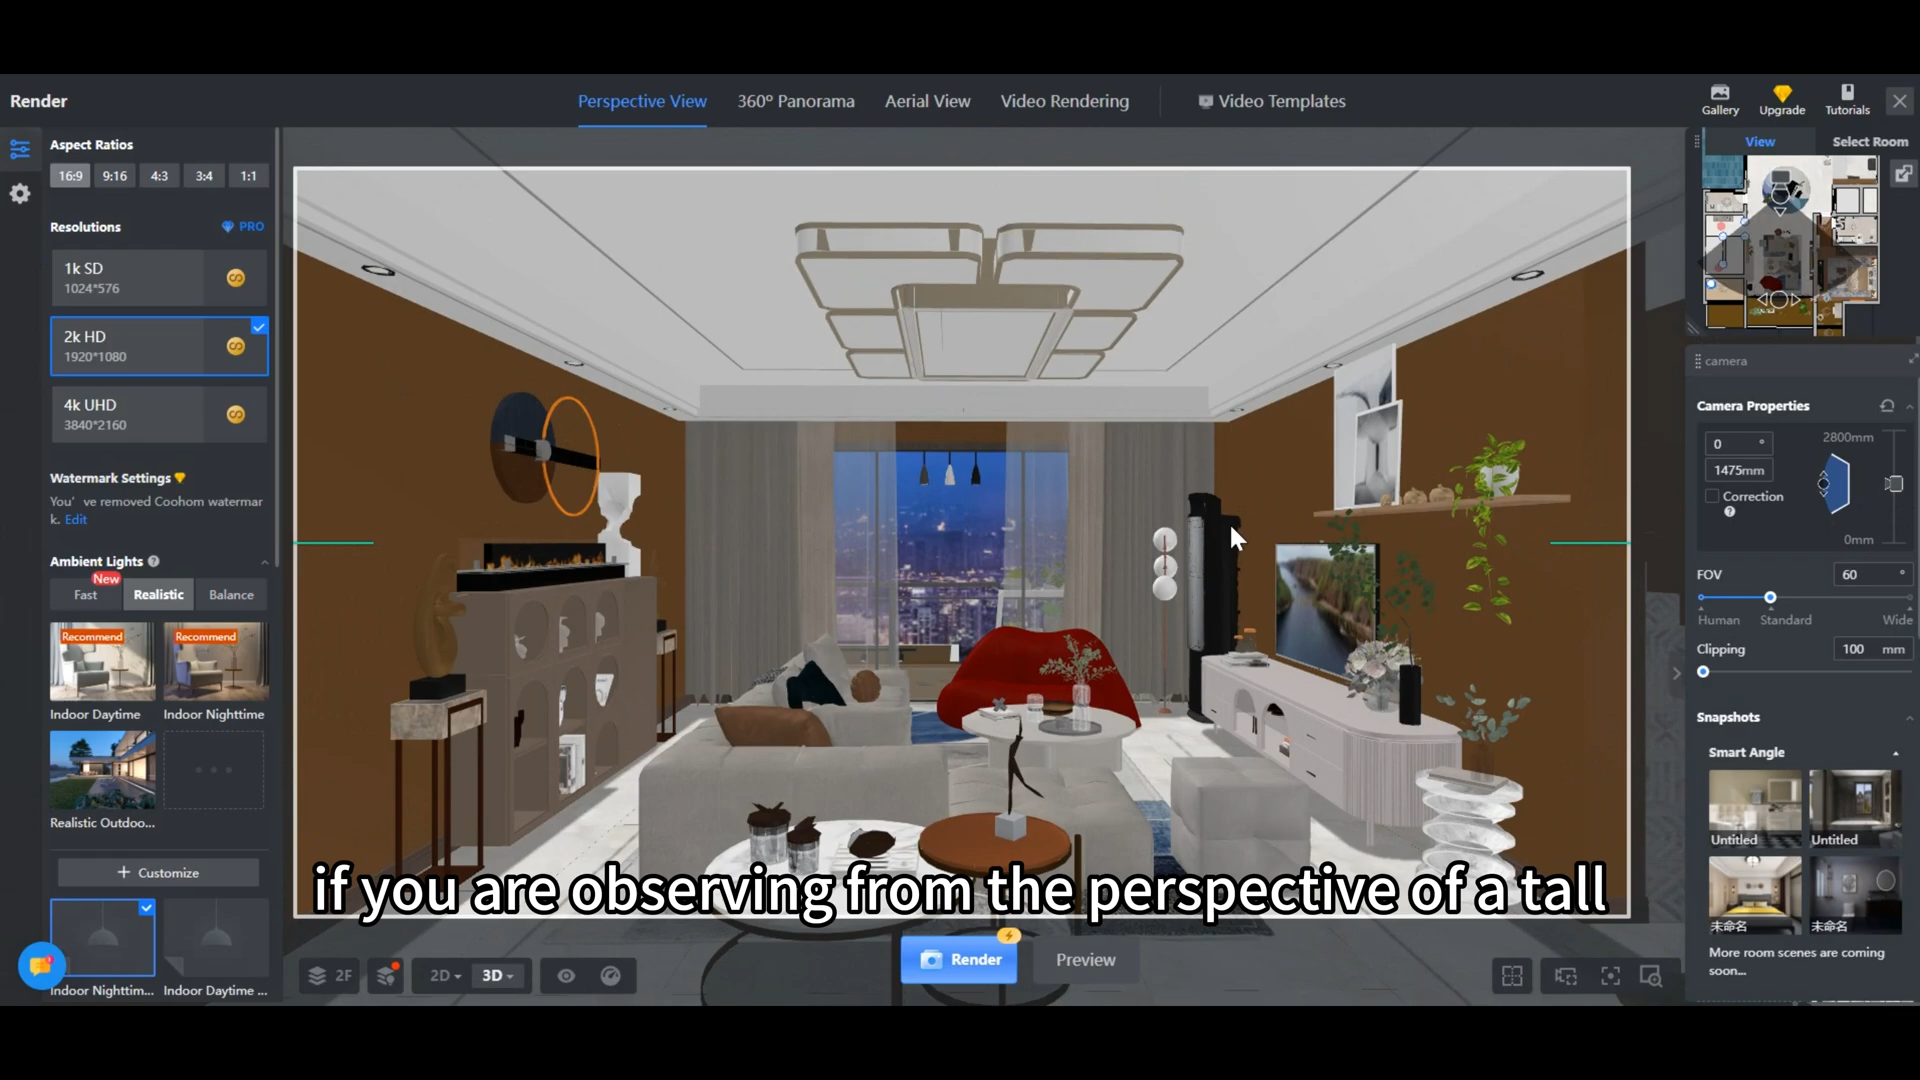 Render
Perspective View
360º Panorama
Aerial View
Video Rendering
Video Templates
Gallery
Upgrade
Tutorials
Aspect Ratios
16:9
9:16
4:3
3:4
1:1
Resolutions
PRO
1k SD
1024*576
2k HD
1920*1080
4k UHD
3840*2160
Watermark Settings
You've removed Coohom watermar
k. Edit
Ambient Lights
New
Fast
Realistic
Balance
Recommend
Recommend
Indoor Daytime
Indoor Nighttime
Realistic Outdoo...
+ Customize
Indoor Nighttim...
Indoor Daytime ...
if you are observing from the perspective of a tall
2F
2D
3D
Render
Preview
View
Select Room
camera
Camera Properties
0 °
1475mm
Correction
2800mm
0mm
FOV
60 °
Human
Standard
Wide
Clipping
100 mm
Snapshots
Smart Angle
Untitled
Untitled
未命名
未命名
More room scenes are coming
soon...